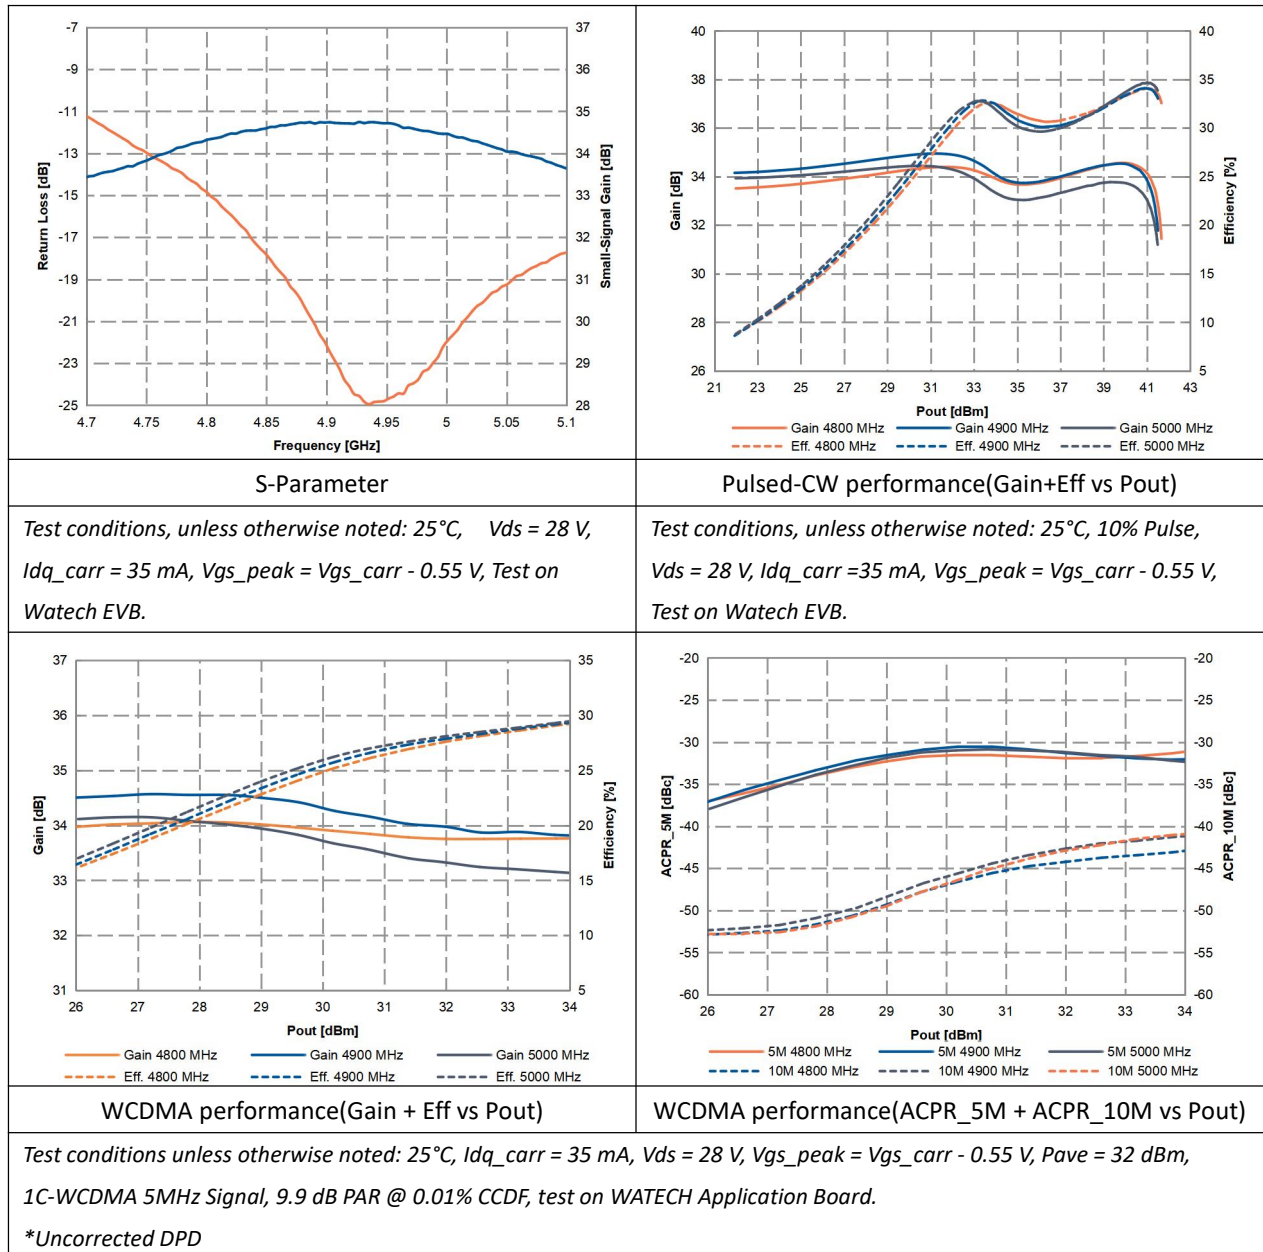 -7
-9
-11
-13
-15
-17
-19
-21
-23
-25
Return Loss [dB]
37
36
35
34
33
32
31
30
29
28
Small-Signal Gain [dB]
4.7 4.75 4.8 4.85 4.9 4.95 5 5.05 5.1
Frequency [GHz]
40
38
36
34
32
30
28
26
Gain [dB]
40
35
30
25
20
15
10
5
Efficiency [%]
21 23 25 27 29 31 33 35 37 39 41 43
Pout [dBm]
Gain 4800 MHz Gain 4900 MHz Gain 5000 MHz
Eff. 4800 MHz Eff. 4900 MHz Eff. 5000 MHz
S-Parameter
Pulsed-CW performance(Gain+Eff vs Pout)
Test conditions, unless otherwise noted: 25°C, Vds = 28 V,
Idq_carr = 35 mA, Vgs_peak = Vgs_carr - 0.55 V, Test on
Watech EVB.
Test conditions, unless otherwise noted: 25°C, 10% Pulse,
Vds = 28 V, Idq_carr =35 mA, Vgs_peak = Vgs_carr - 0.55 V,
Test on Watech EVB.
37
36
35
34
33
32
31
Gain [dB]
35
30
25
20
15
10
5
Efficiency [%]
26 27 28 29 30 31 32 33 34
Pout [dBm]
Gain 4800 MHz Gain 4900 MHz Gain 5000 MHz
Eff. 4800 MHz Eff. 4900 MHz Eff. 5000 MHz
-20
-25
-30
-35
-40
-45
-50
-55
-60
ACPR_5M [dBc]
-20
-25
-30
-35
-40
-45
-50
-55
-60
ACPR_10M [dBc]
26 27 28 29 30 31 32 33 34
Pout [dBm]
5M 4800 MHz 5M 4900 MHz 5M 5000 MHz
10M 4800 MHz 10M 4900 MHz 10M 5000 MHz
WCDMA performance(Gain + Eff vs Pout)
WCDMA performance(ACPR_5M + ACPR_10M vs Pout)
Test conditions unless otherwise noted: 25°C, Idq_carr = 35 mA, Vds = 28 V, Vgs_peak = Vgs_carr - 0.55 V, Pave = 32 dBm,
1C-WCDMA 5MHz Signal, 9.9 dB PAR @ 0.01% CCDF, test on WATECH Application Board.
*Uncorrected DPD